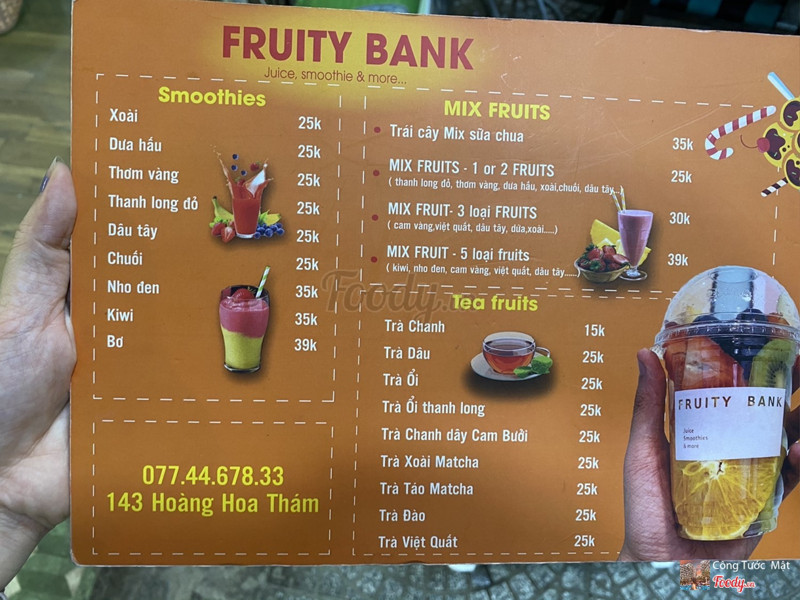 FRUITY BANK
Juice, smoothie & more...
Smoothies
Xoài 25k
Dưa hấu 25k
Thơm vàng 25k
Thanh long đỏ 25k
Dâu tây 25k
Chuối 25k
Nho đen 35k
Kiwi 35k
Bơ 39k
077.44.678.33
143 Hoàng Hoa Thám
MIX FRUITS
Trái cây Mix sữa chua 35k
MIX FRUITS - 1 or 2 FRUITS 25k
( thanh long đỏ, thơm vàng, dưa hấu, xoài,chuối, dâu tây...)
MIX FRUIT- 3 loại FRUITS 30k
( cam vàng,việt quất, dâu tây, dứa,xoài....)
MIX FRUIT - 5 loại fruits 39k
( kiwi, nho đen, cam vàng, việt quất, dâu tây.....)
Tea fruits
Trà Chanh 15k
Trà Dâu 25k
Trà Ổi 25k
Trà Ổi thanh long 25k
Trà Chanh dây Cam Bưởi 25k
Trà Xoài Matcha 25k
Trà Táo Matcha 25k
Trà Đào 25k
Trà Việt Quất 25k
FRUITY BANK
Juice
Smoothies
& more
Foody.vn
Công Tước Mật
Foody.vn